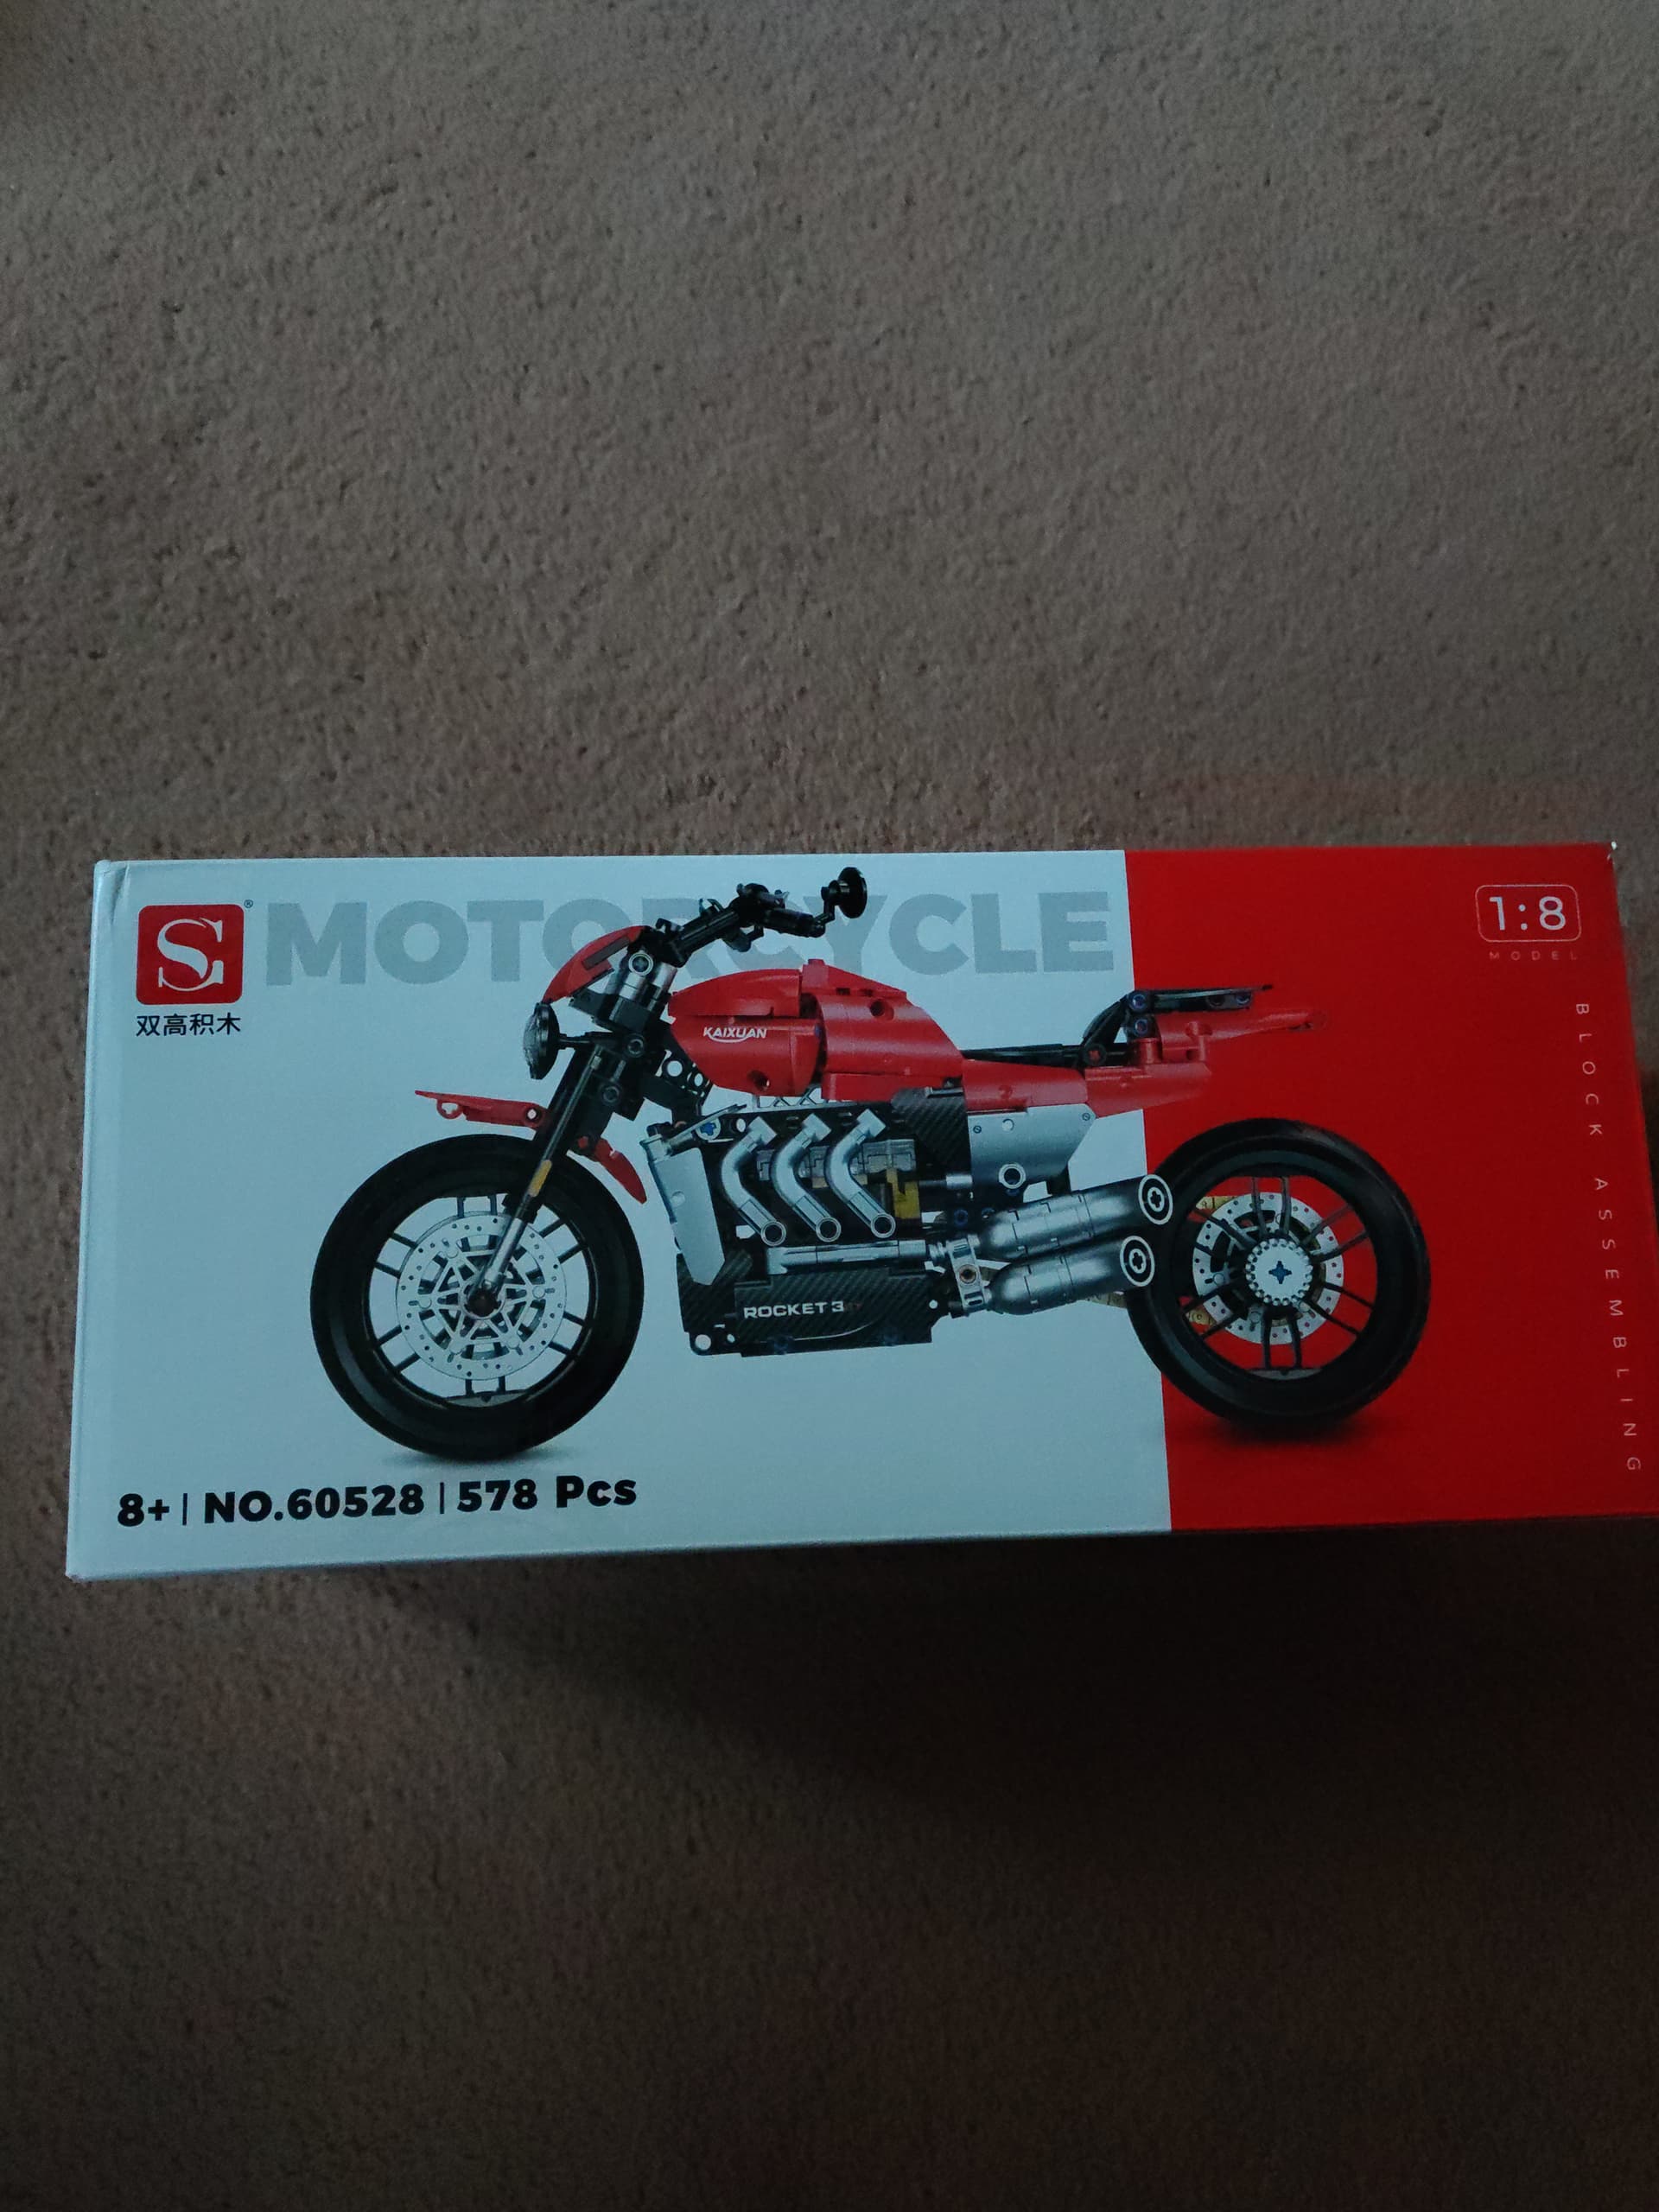 S
®
MOTORCYCLE
双高积木
1:8
MODEL
BLOCK ASSEMBLING
KAIXUAN
ROCKET 3
8+ | NO.60528 | 578 Pcs